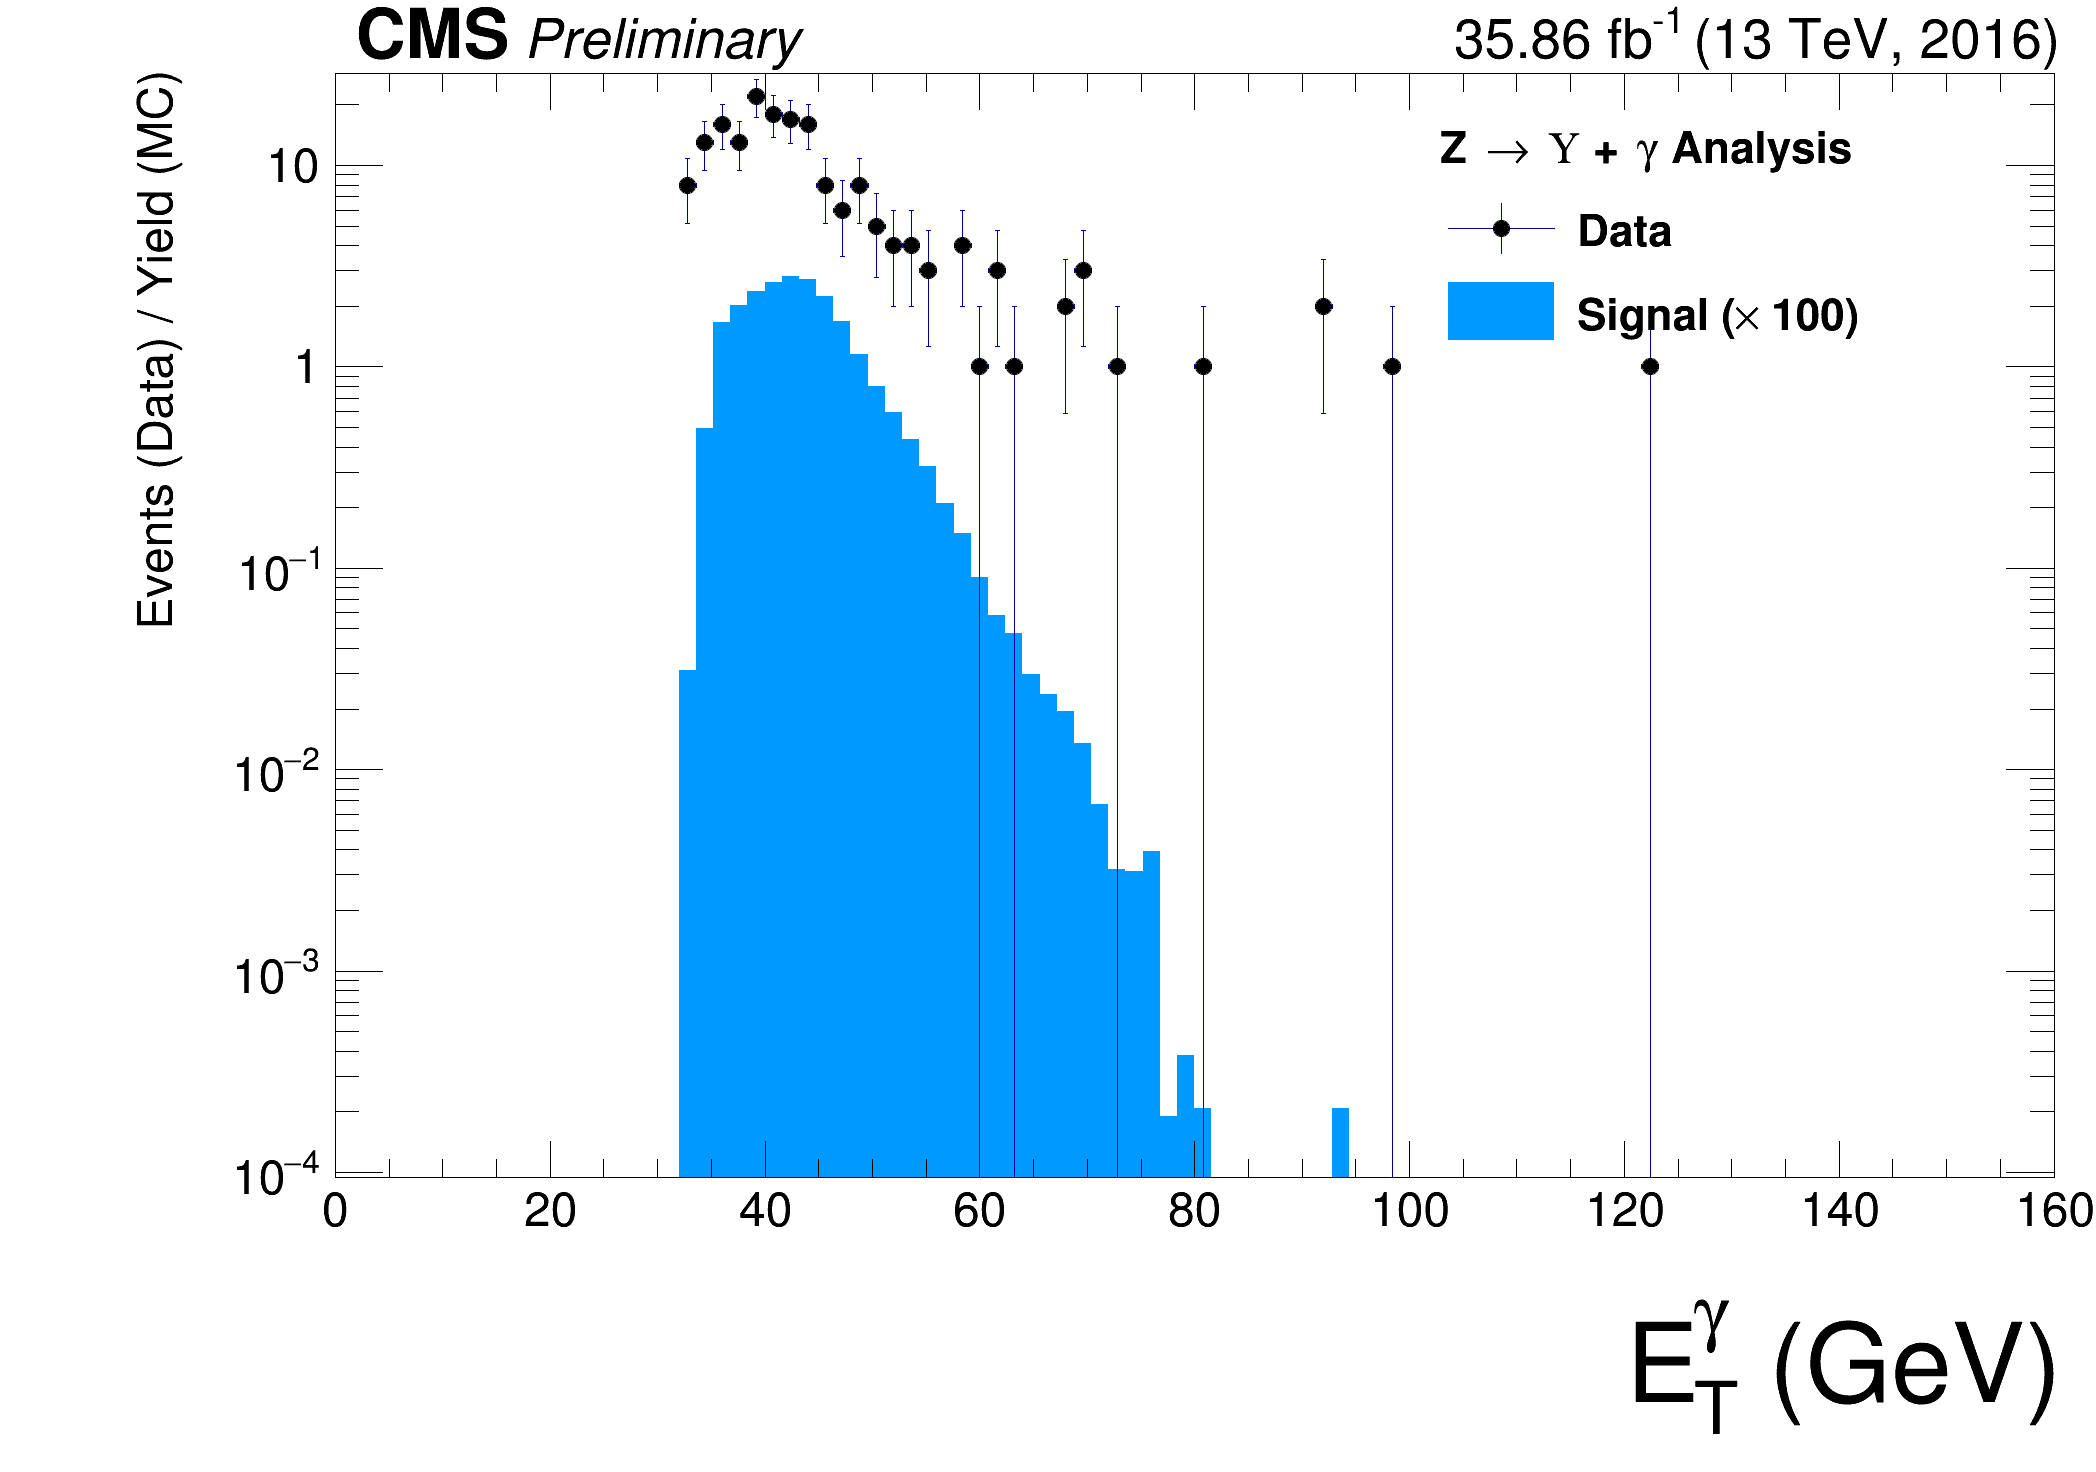 CMS Preliminary 35.86 fb⁻¹ (13 TeV, 2016)
Events (Data) / Yield (MC)
Z → ϒ + γ Analysis
Data
Signal (× 100)
10
1
10⁻¹
10⁻²
10⁻³
10⁻⁴
0 20 40 60 80 100 120 140 160
E_T^γ (GeV)